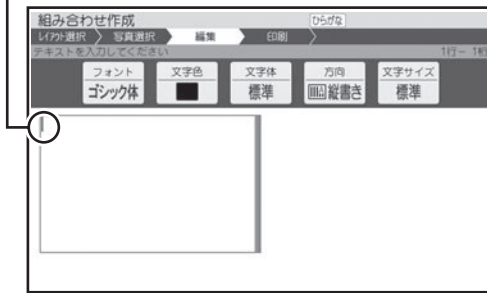 組み合わせ作成 ひらがな
レイアウト選択 写真選択 編集 印刷
テキストを入力してください 1行− 1桁
フォント 文字色 文字体 方向 文字サイズ
ゴシック体 標準 縦書き 標準